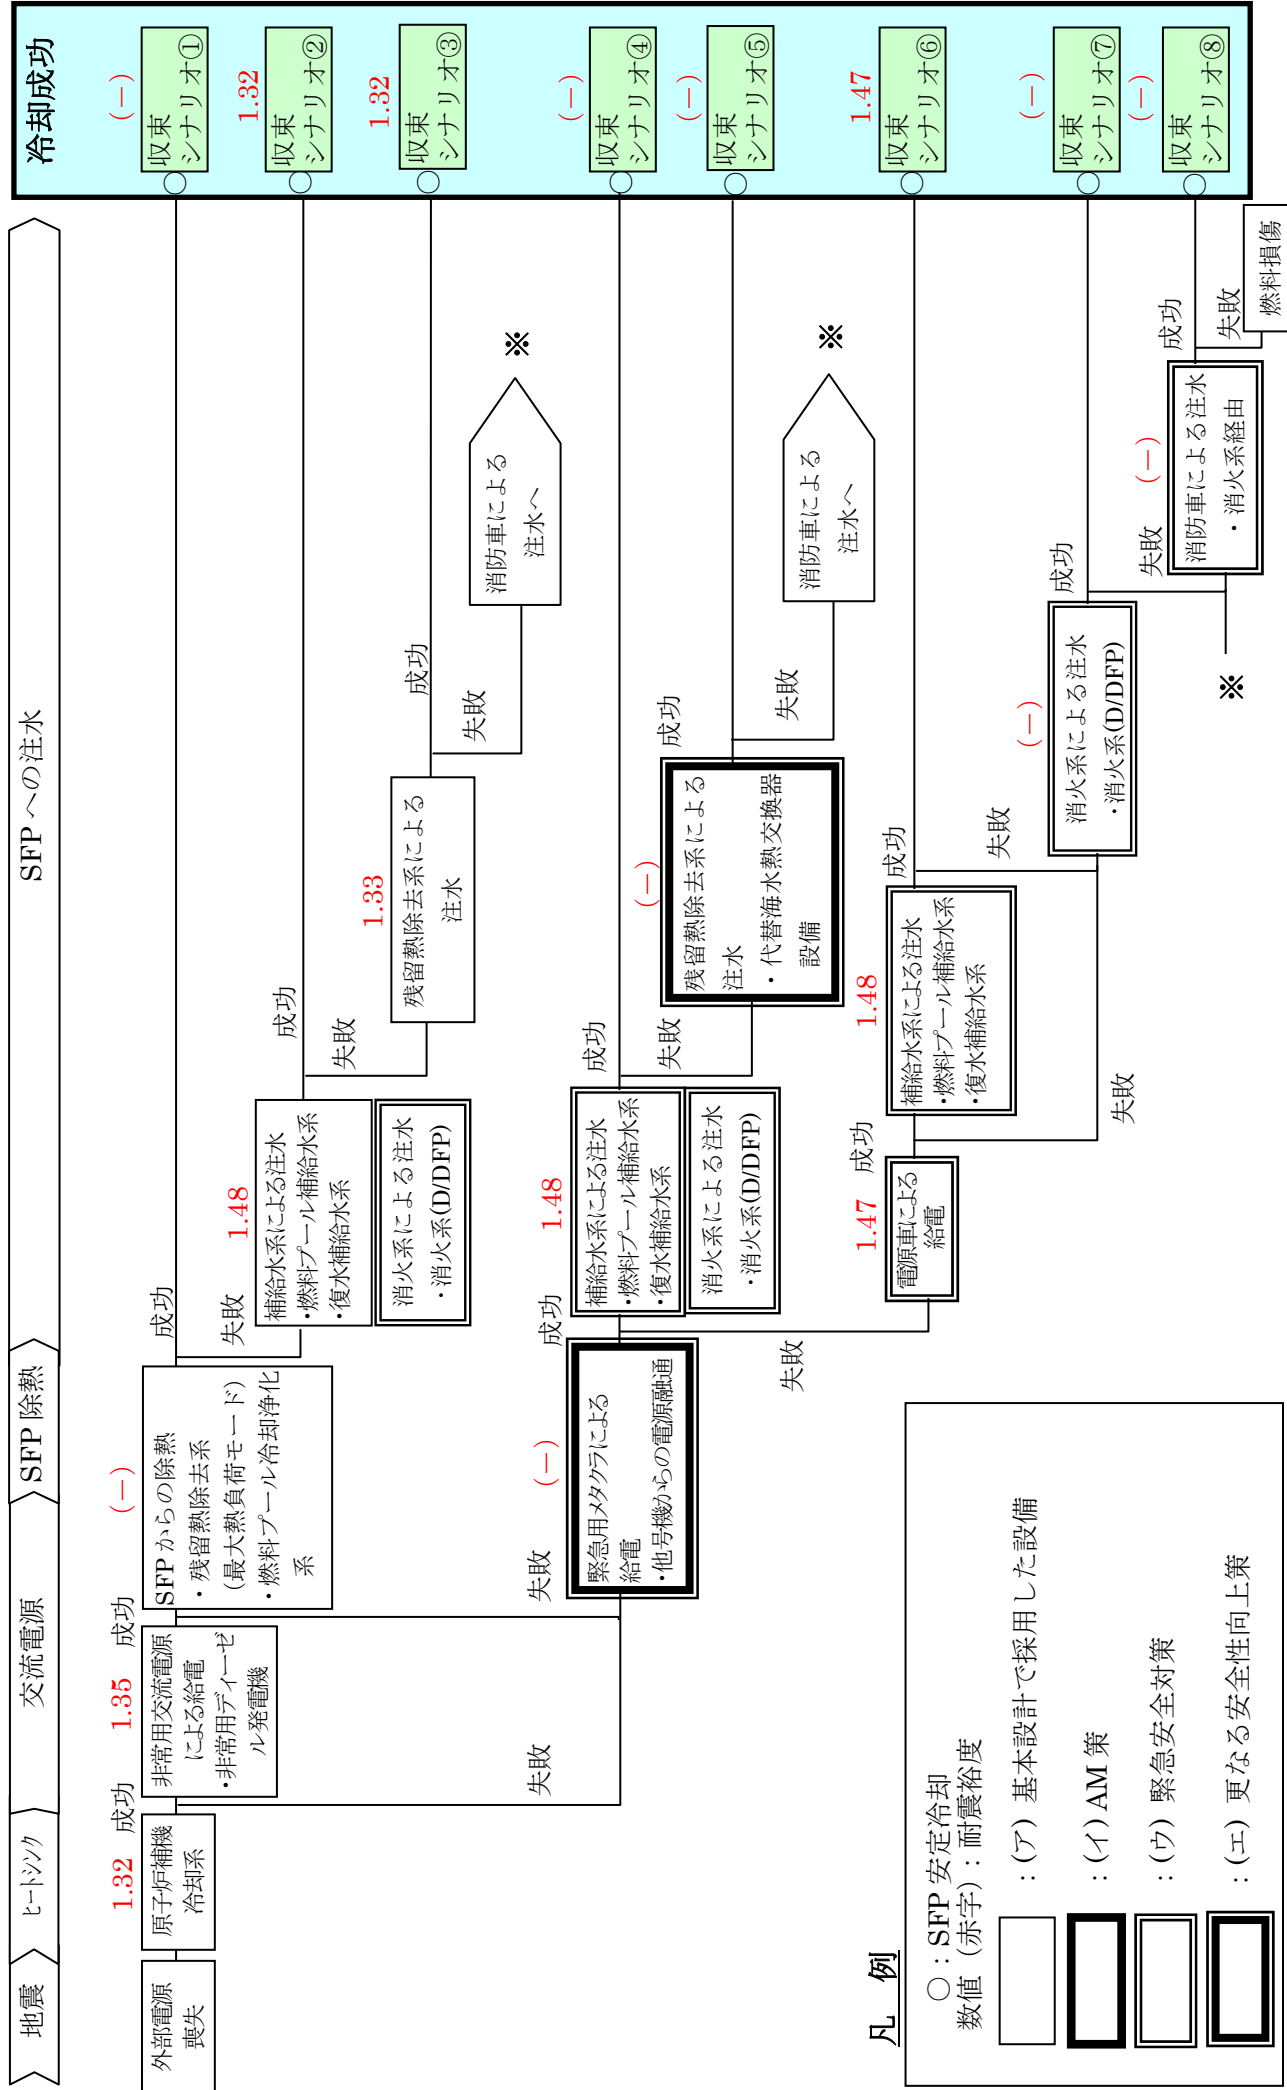 地震
ヒートシンク
交流電源
SFP 除熱
SFP への注水
冷却成功
外部電源
喪失
1.32
原子炉補機
冷却系
成功
失敗
1.35
非常用交流電源
による給電
・非常用ディーゼ
ル発電機
成功
失敗
(－)
SFP からの除熱
・残留熱除去系
(最大熱負荷モード)
・燃料プール冷却浄化
系
成功
失敗
(－)
収束
シナリオ①
1.48
補給水系による注水
・燃料プール補給水系
・復水補給水系
消火系による注水
・消火系(D/DFP)
成功
失敗
1.32
収束
シナリオ②
1.33
残留熱除去系による
注水
成功
失敗
消防車による
注水へ
※
1.32
収束
シナリオ③
(－)
緊急用メタクラによる
給電
・他号機からの電源融通
成功
失敗
1.48
補給水系による注水
・燃料プール補給水系
・復水補給水系
消火系による注水
・消火系(D/DFP)
成功
失敗
(－)
収束
シナリオ④
(－)
残留熱除去系による
注水
・代替海水熱交換器
設備
成功
失敗
消防車による
注水へ
※
(－)
収束
シナリオ⑤
1.47
電源車による
給電
成功
失敗
1.48
補給水系による注水
・燃料プール補給水系
・復水補給水系
成功
失敗
1.47
収束
シナリオ⑥
(－)
消火系による注水
・消火系(D/DFP)
成功
失敗
(－)
収束
シナリオ⑦
※
(－)
消防車による注水
・消火系経由
成功
失敗
(－)
収束
シナリオ⑧
燃料損傷
凡　例
○：SFP 安定冷却
数値（赤字）：耐震裕度
：(ア) 基本設計で採用した設備
：(イ) AM 策
：(ウ) 緊急安全対策
：(エ) 更なる安全性向上策